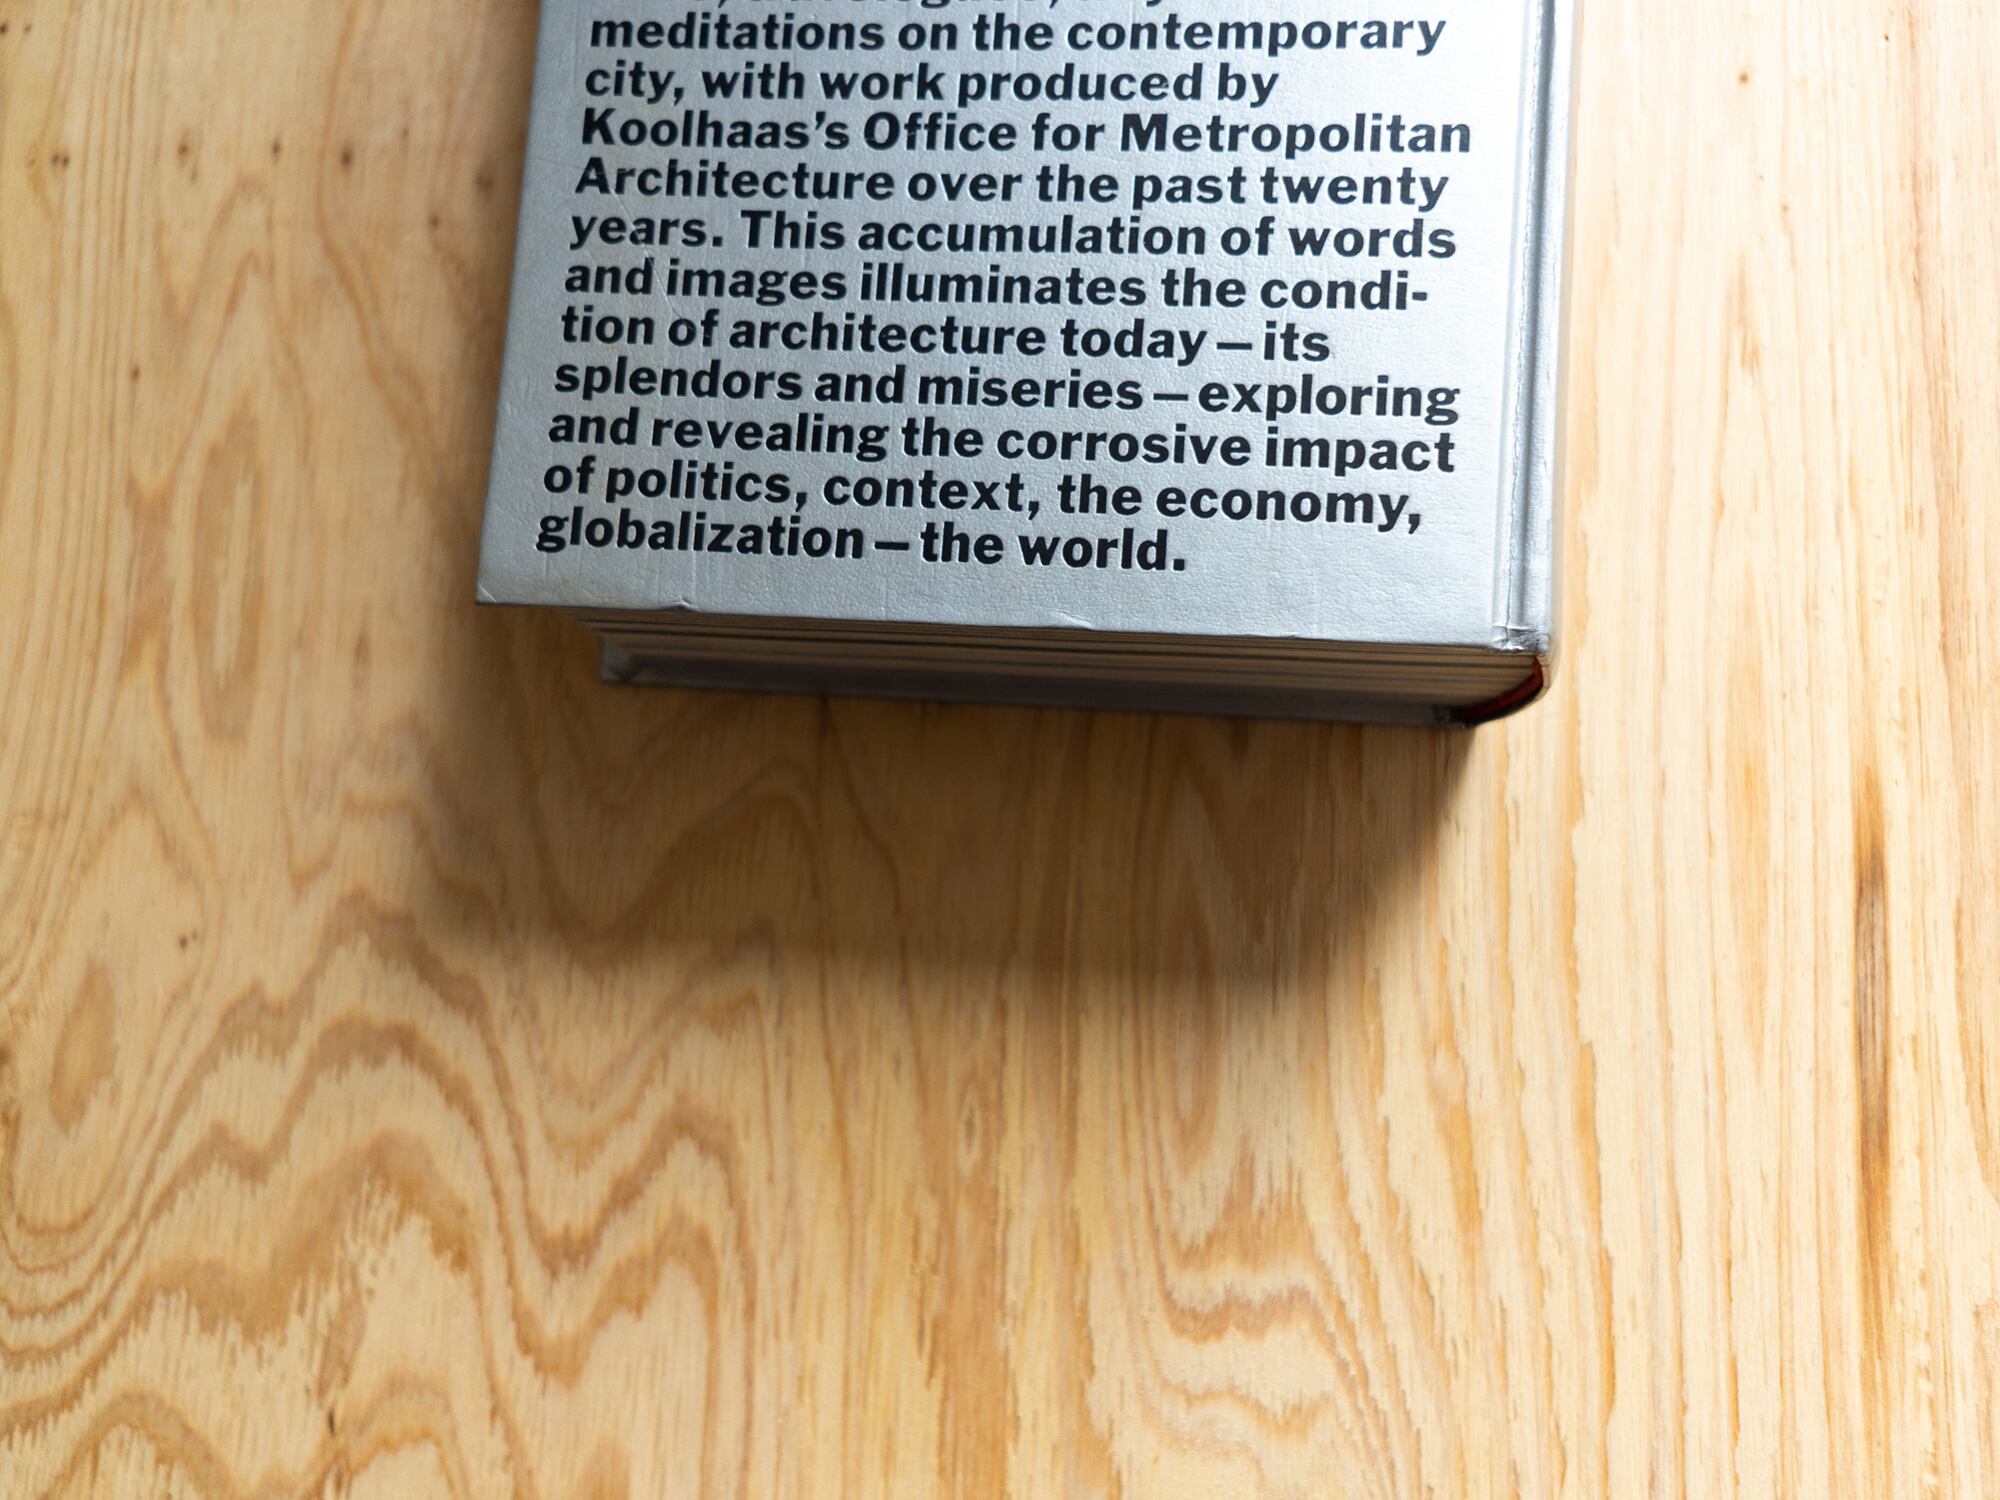 meditations on the contemporary
city, with work produced by
Koolhaas’s Office for Metropolitan
Architecture over the past twenty
years. This accumulation of words
and images illuminates the condi-
tion of architecture today—its
splendors and miseries—exploring
and revealing the corrosive impact
of politics, context, the economy,
globalization—the world.